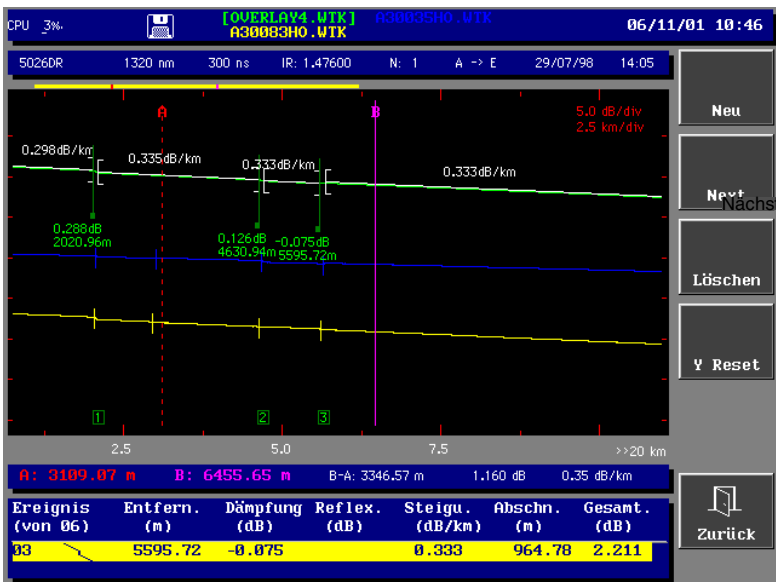 CPU 3% [OVERLAY4.WTK] A30035HO.WTK 06/11/01 10:46
A30083HO.WTK
5026DR 1320 nm 300 ns IR: 1.47600 N: 1 A -> E 29/07/98 14:05
A B 5.0 dB/div
2.5 km/div
0.298dB/km 0.335dB/km 0.333dB/km 0.333dB/km
0.288dB
2020.96m
0.126dB -0.075dB
4630.94m 5595.72m
1 2 3
2.5 5.0 7.5 >>20 km
A: 3109.07 m B: 6455.65 m B-A: 3346.57 m 1.160 dB 0.35 dB/km
Ereignis Entfern. Dämpfung Reflex. Steigu. Abschn. Gesamt.
(von 06) (m) (dB) (dB) (dB/km) (m) (dB)
03 5595.72 -0.075 0.333 964.78 2.211
Neu
Next
Nächs
Löschen
Y Reset
Zurück